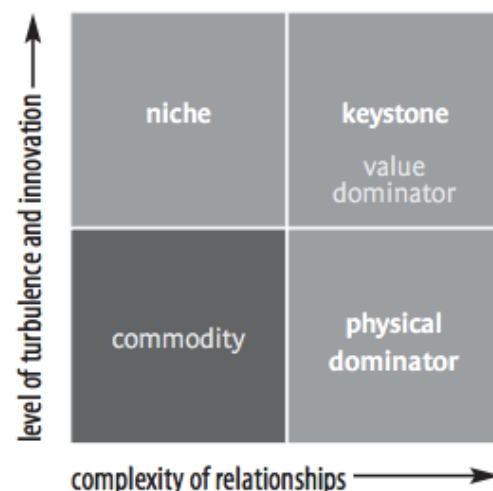 level of turbulence and innovation
niche
keystone
value
dominator
commodity
physical
dominator
complexity of relationships